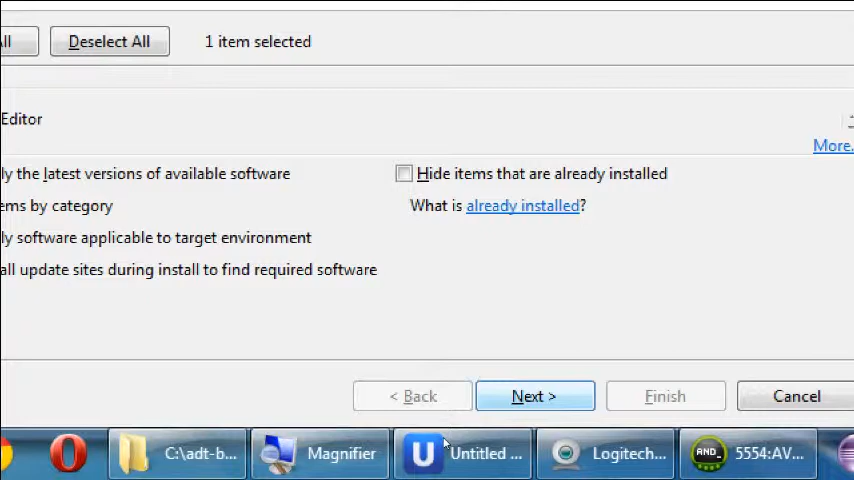 ll Deselect All 1 item selected
Editor
More.
ly the latest versions of available software Hide items that are already installed
ems by category What is already installed?
ly software applicable to target environment
all update sites during install to find required software
< Back Next > Finish Cancel
C:\adt-b... Magnifier U Untitled ... Logitech... AND_ 5554:AV...